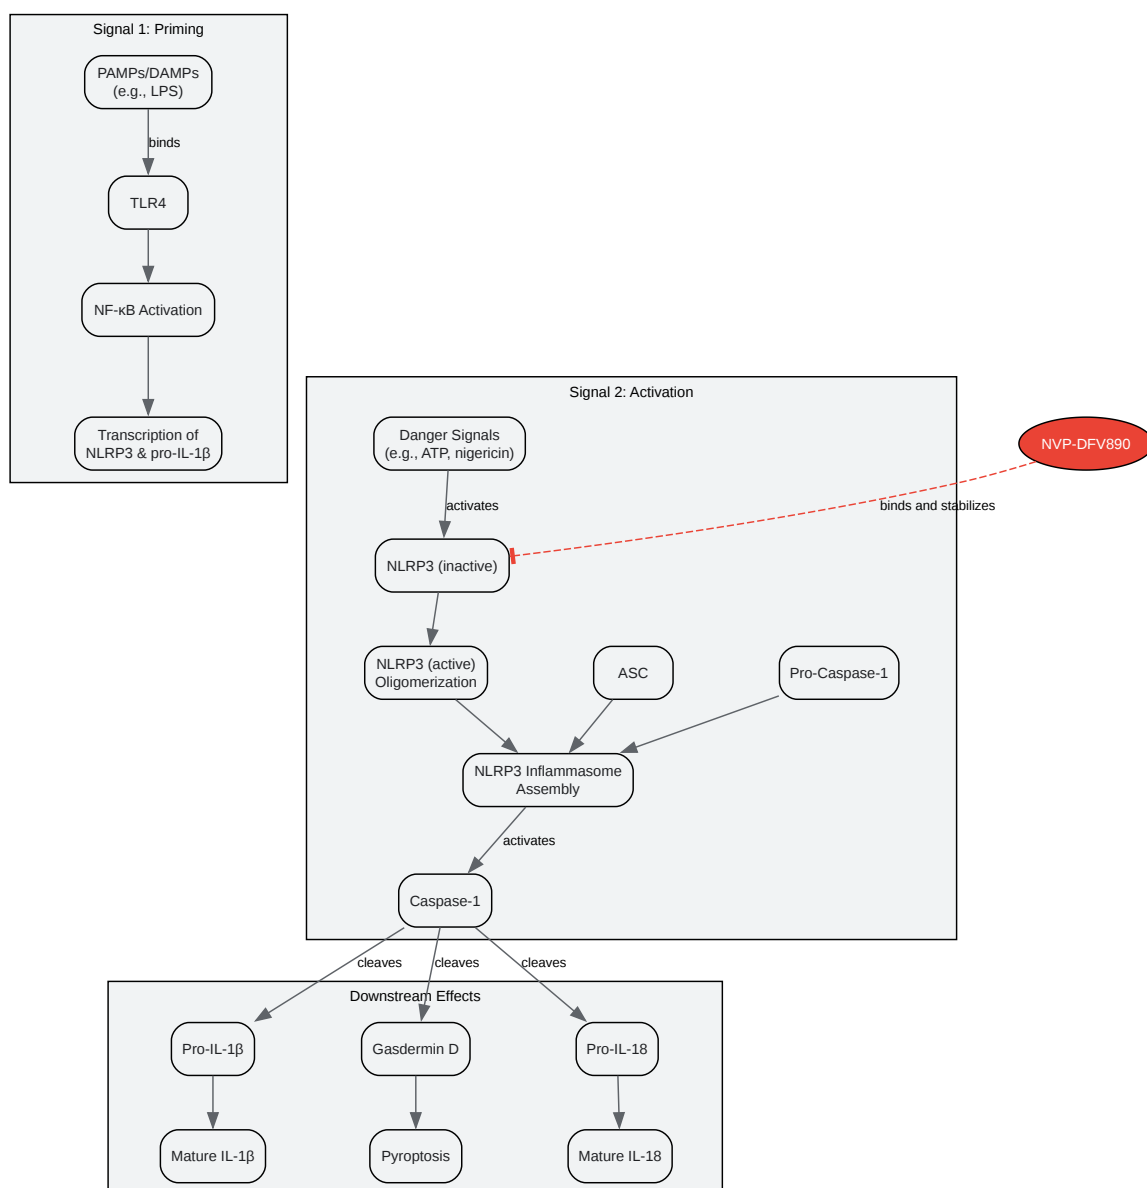 Signal 1: Priming
PAMPs/DAMPs
(e.g., LPS)
binds
TLR4
NF-κB Activation
Transcription of
NLRP3 & pro-IL-1β
Signal 2: Activation
Danger Signals
(e.g., ATP, nigericin)
NVP-DFV890
activates
binds and stabilizes
NLRP3 (inactive)
NLRP3 (active)
Oligomerization
ASC
Pro-Caspase-1
NLRP3 Inflammasome
Assembly
activates
Caspase-1
cleaves
cleaves
cleaves
Downstream Effects
Pro-IL-1β
Gasdermin D
Pro-IL-18
Mature IL-1β
Pyroptosis
Mature IL-18